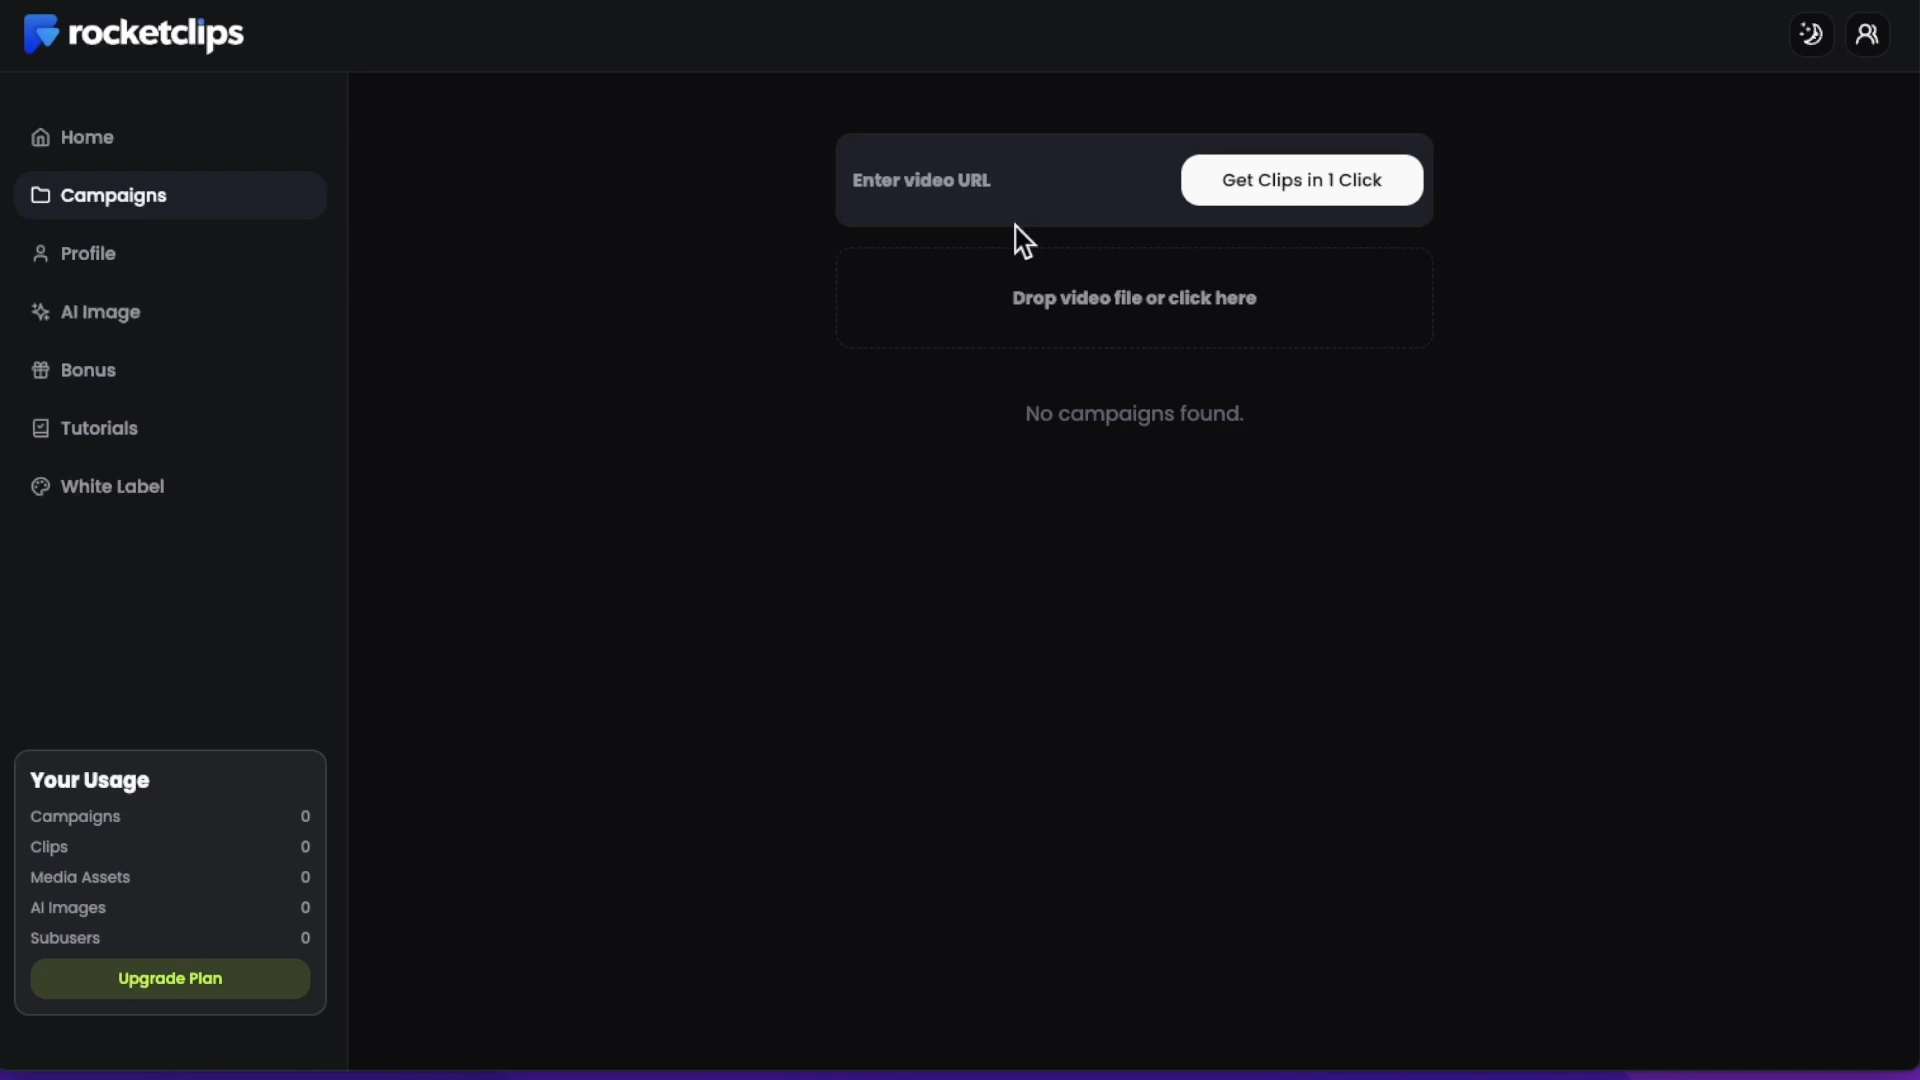 rocketclips
Home
Campaigns
Profile
AI Image
Bonus
Tutorials
White Label
Enter video URL
Get Clips in 1 Click
Drop video file or click here
No campaigns found.
Your Usage
Campaigns 0
Clips 0
Media Assets 0
AI Images 0
Subusers 0
Upgrade Plan